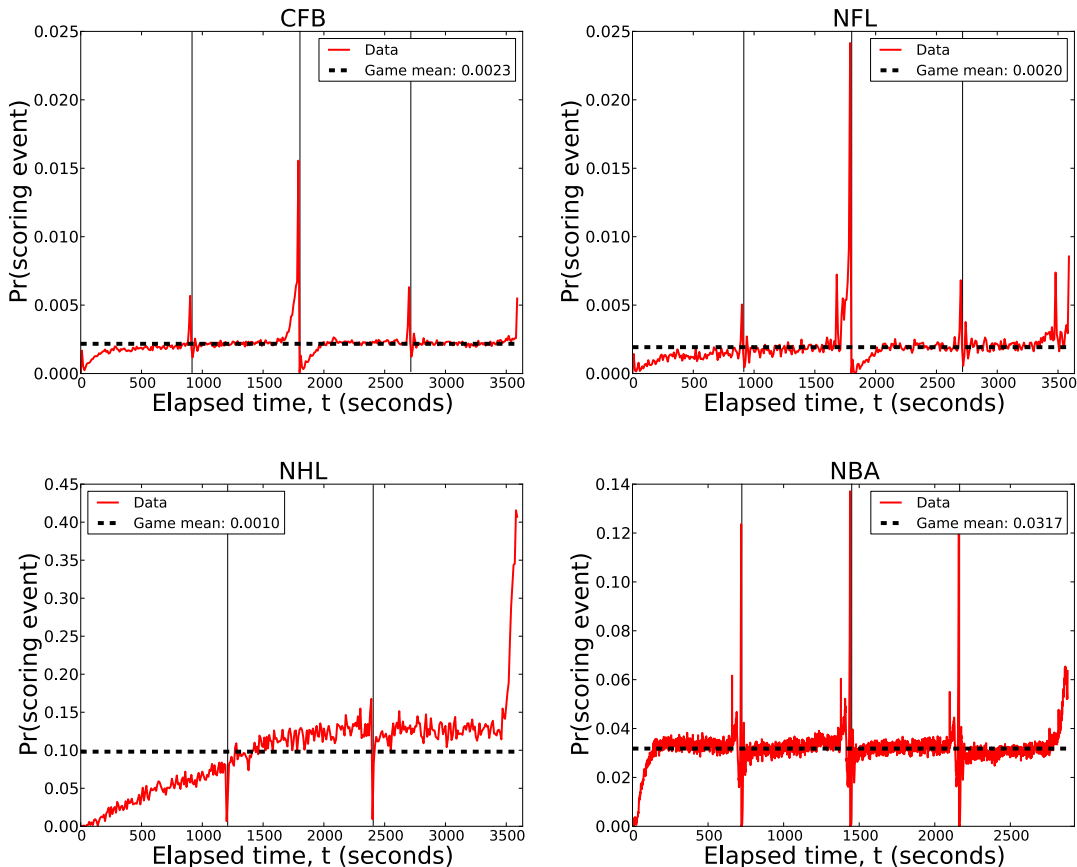 CFB
0.025
0.020
0.015
0.010
0.005
0.000
Pr(scoring event)
Data
Game mean: 0.0023
0 500 1000 1500 2000 2500 3000 3500
Elapsed time, t (seconds)
NFL
0.025
0.020
0.015
0.010
0.005
0.000
Pr(scoring event)
Data
Game mean: 0.0020
0 500 1000 1500 2000 2500 3000 3500
Elapsed time, t (seconds)
NHL
0.45
0.40
0.35
0.30
0.25
0.20
0.15
0.10
0.05
0.00
Pr(scoring event)
Data
Game mean: 0.0010
0 500 1000 1500 2000 2500 3000 3500
Elapsed time, t (seconds)
NBA
0.14
0.12
0.10
0.08
0.06
0.04
0.02
0.00
Pr(scoring event)
Data
Game mean: 0.0317
0 500 1000 1500 2000 2500
Elapsed time, t (seconds)